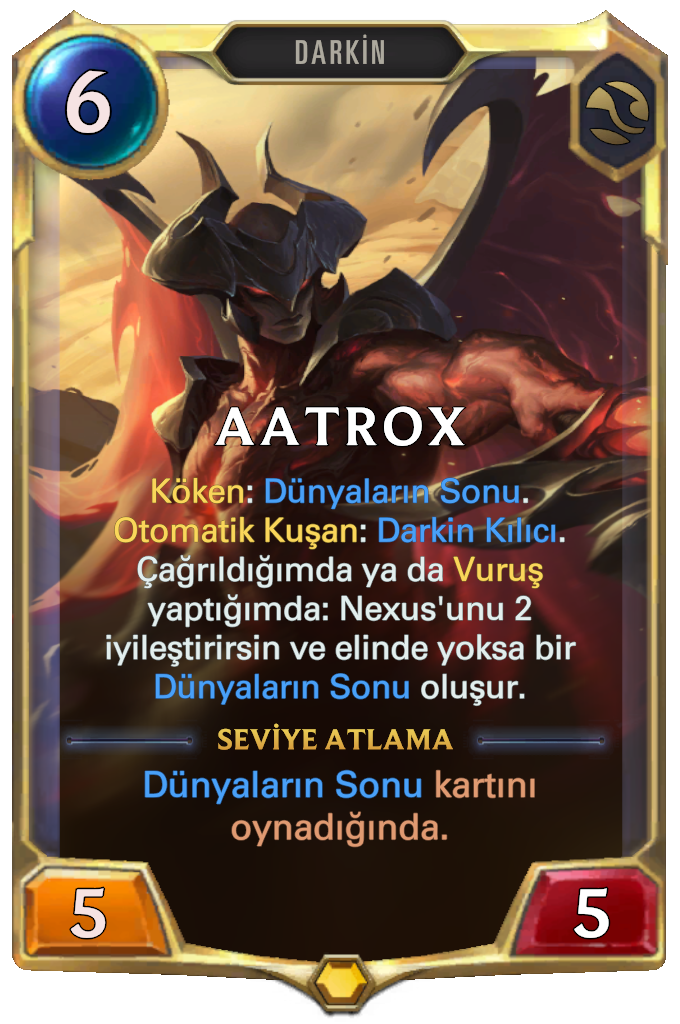 DARKİN
6
AATROX
Köken: Dünyaların Sonu.
Otomatik Kuşan: Darkin Kılıcı.
Çağrıldığımda ya da Vuruş
yaptığımda: Nexus'unu 2
iyileştirirsin ve elinde yoksa bir
Dünyaların Sonu oluşur.
SEVİYE ATLAMA
Dünyaların Sonu kartını
oynadığında.
5
5